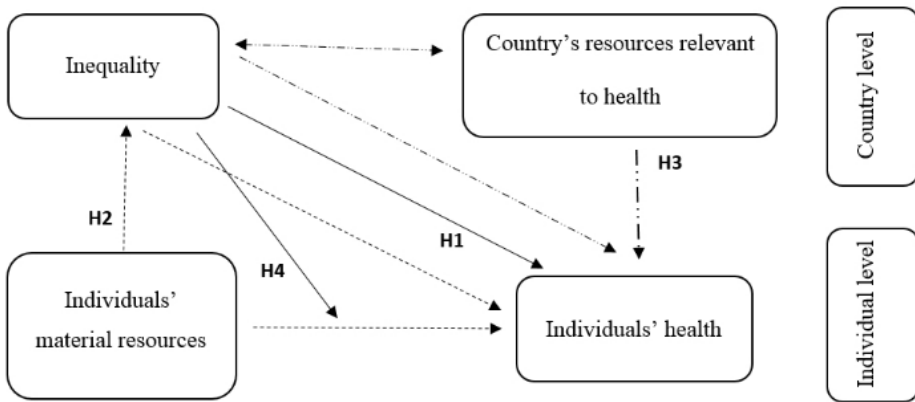 Inequality
Country’s resources relevant
to health
Country level
H3
H2
H1
H4
Individuals’
material resources
Individuals’ health
Individual level